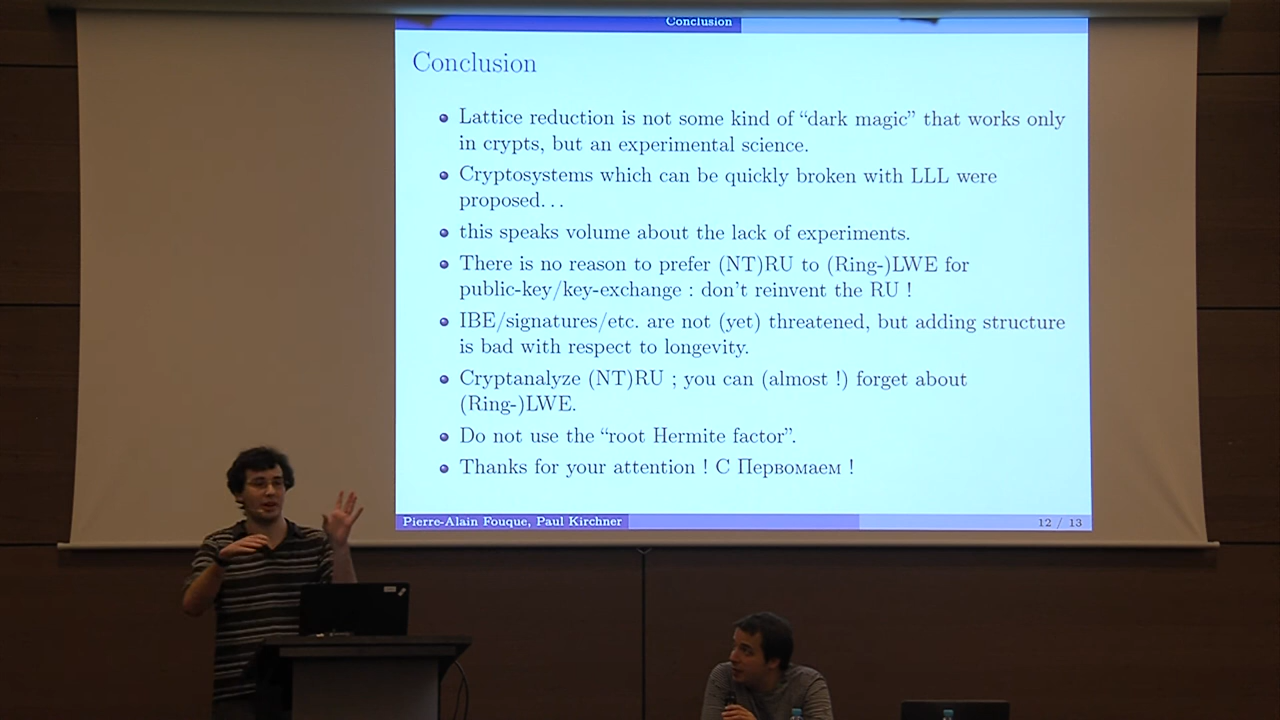 Conclusion
Conclusion
Lattice reduction is not some kind of “dark magic” that works only
in crypts, but an experimental science.
Cryptosystems which can be quickly broken with LLL were
proposed. . .
this speaks volume about the lack of experiments.
There is no reason to prefer (NT)RU to (Ring-)LWE for
public-key/key-exchange : don’t reinvent the RU !
IBE/signatures/etc. are not (yet) threatened, but adding structure
is bad with respect to longevity.
Cryptanalyze (NT)RU ; you can (almost !) forget about
(Ring-)LWE.
Do not use the “root Hermite factor”.
Thanks for your attention ! С Первомаем !
Pierre-Alain Fouque, Paul Kirchner
12 / 13